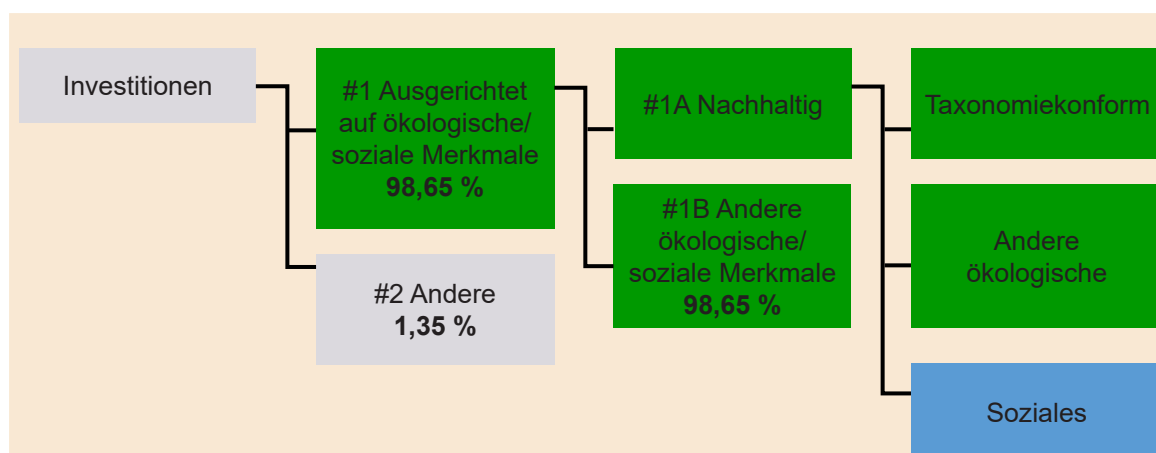 Investitionen
#1 Ausgerichtet
auf ökologische/
soziale Merkmale
98,65 %
#2 Andere
1,35 %
#1A Nachhaltig
#1B Andere
ökologische/
soziale Merkmale
98,65 %
Taxonomiekonform
Andere
ökologische
Soziales